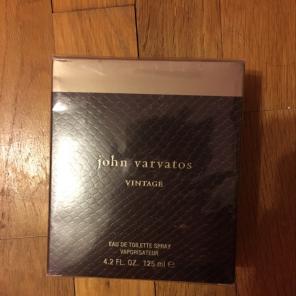 john varvatos
VINTAGE
EAU DE TOILETTE SPRAY
VAPORISATEUR
4.2 FL. OZ. 125 ml ℮